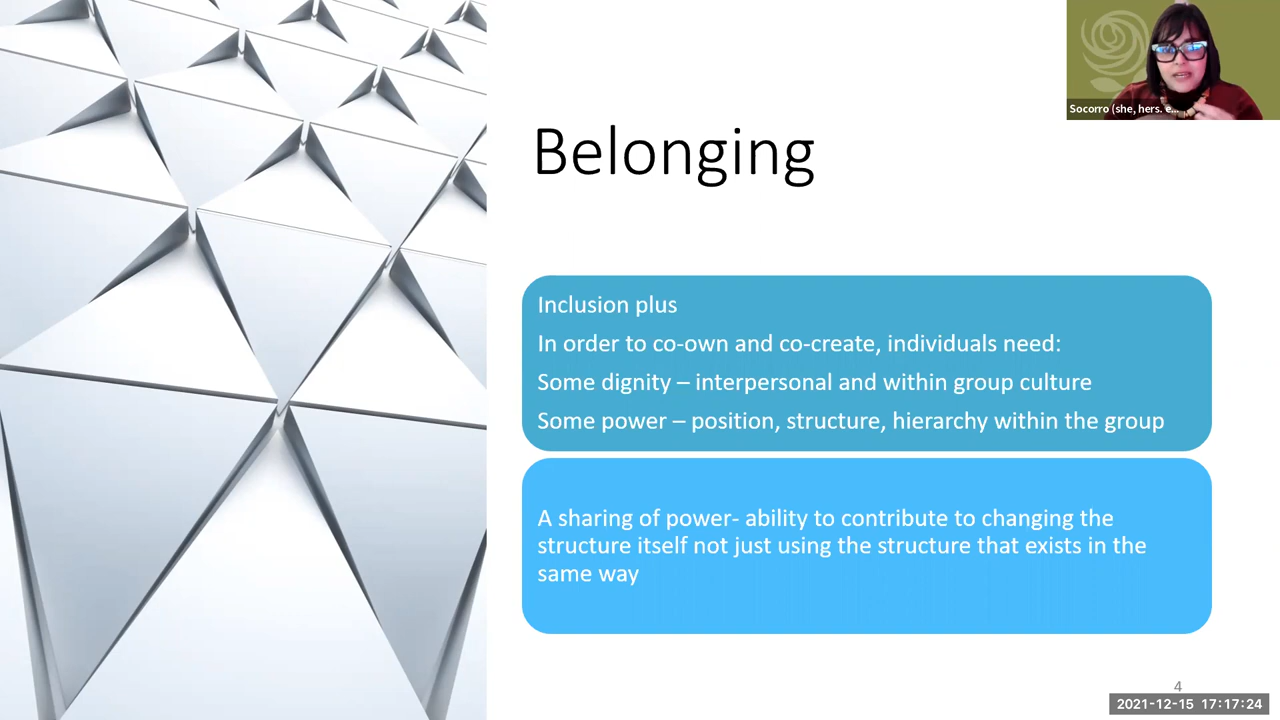 Socorro (she, hers. e...
Belonging
Inclusion plus
In order to co-own and co-create, individuals need:
Some dignity – interpersonal and within group culture
Some power – position, structure, hierarchy within the group
A sharing of power- ability to contribute to changing the
structure itself not just using the structure that exists in the
same way
4
2021-12-15 17:17:24